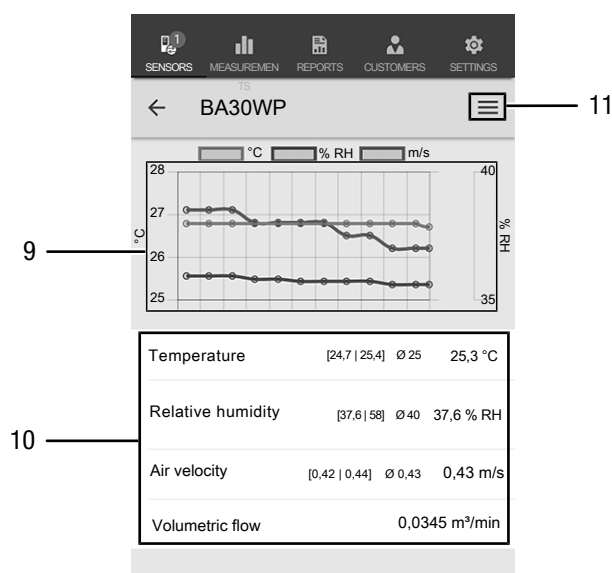 1
SENSORS MEASUREMEN TS REPORTS CUSTOMERS SETTINGS
BA30WP
11
°C % RH m/s
28 40
27
°C % RH
9
26
25 35
Temperature [24,7 | 25,4] Ø 25 25,3 °C
Relative humidity [37,6 | 58] Ø 40 37,6 % RH
10
Air velocity [0,42 | 0,44] Ø 0,43 0,43 m/s
Volumetric flow 0,0345 m³/min